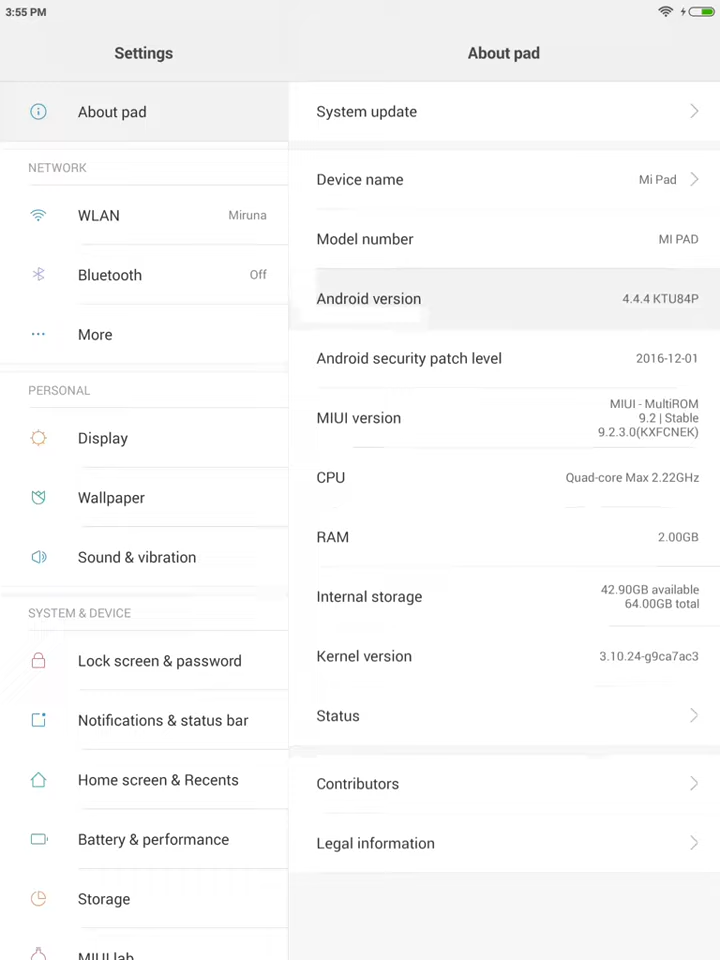 3:55 PM
Settings
About pad
NETWORK
WLAN
Miruna
Bluetooth
Off
More
PERSONAL
Display
Wallpaper
Sound & vibration
SYSTEM & DEVICE
Lock screen & password
Notifications & status bar
Home screen & Recents
Battery & performance
Storage
MIUI lab
About pad
System update
Device name
Mi Pad
Model number
MI PAD
Android version
4.4.4 KTU84P
Android security patch level
2016-12-01
MIUI version
MIUI - MultiROM
9.2 | Stable
9.2.3.0(KXFCNEK)
CPU
Quad-core Max 2.22GHz
RAM
2.00GB
Internal storage
42.90GB available
64.00GB total
Kernel version
3.10.24-g9ca7ac3
Status
Contributors
Legal information